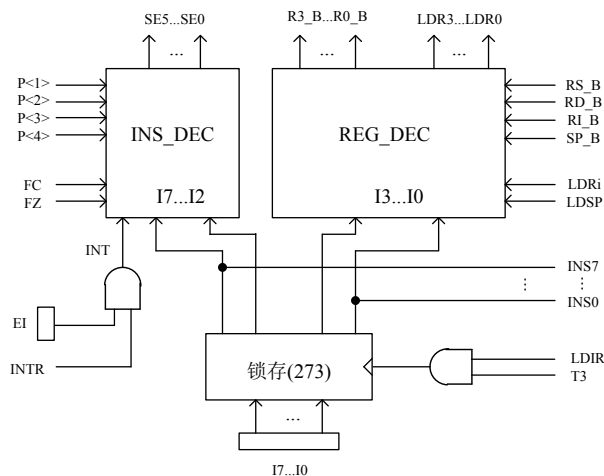 SE5...SE0
R3_B...R0_B
LDR3...LDR0
...
...
...
P<1>
P<2>
P<3>
P<4>
FC
FZ
INS_DEC
I7...I2
REG_DEC
I3...I0
RS_B
RD_B
RI_B
SP_B
LDRi
LDSP
INT
EI
INTR
INS7
...
...
INS0
锁存(273)
LDIR
T3
...
I7...I0